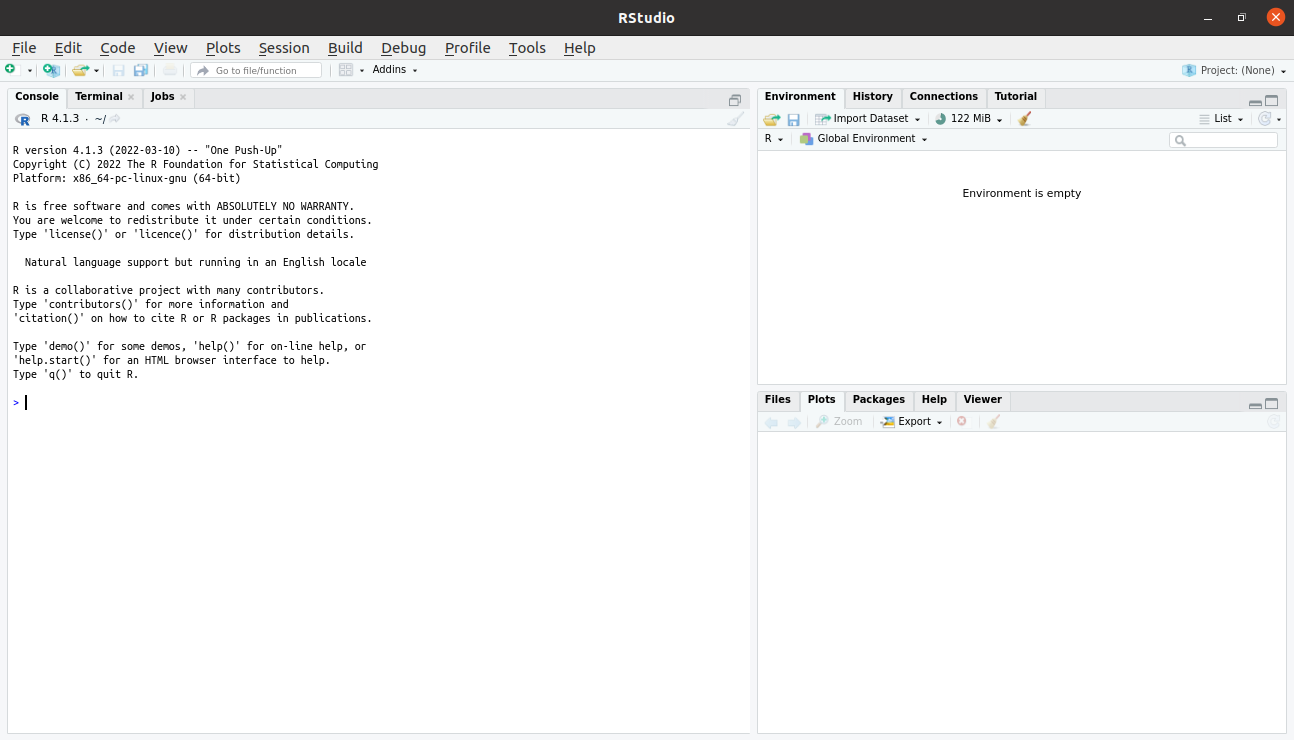 RStudio
File Edit Code View Plots Session Build Debug Profile Tools Help
Go to file/function Addins Project: (None)
Console Terminal Jobs
R 4.1.3 · ~/
R version 4.1.3 (2022-03-10) -- "One Push-Up"
Copyright (C) 2022 The R Foundation for Statistical Computing
Platform: x86_64-pc-linux-gnu (64-bit)
R is free software and comes with ABSOLUTELY NO WARRANTY.
You are welcome to redistribute it under certain conditions.
Type 'license()' or 'licence()' for distribution details.
Natural language support but running in an English locale
R is a collaborative project with many contributors.
Type 'contributors()' for more information and
'citation()' on how to cite R or R packages in publications.
Type 'demo()' for some demos, 'help()' for on-line help, or
'help.start()' for an HTML browser interface to help.
Type 'q()' to quit R.
>
Environment History Connections Tutorial
Import Dataset 122 MiB List
R Global Environment
Environment is empty
Files Plots Packages Help Viewer
Zoom Export